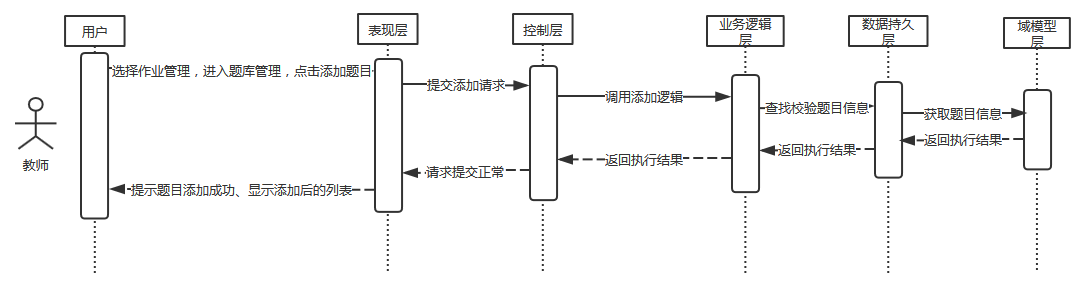 用户
表现层
控制层
业务逻辑
层
数据持久
层
域模型
层
选择作业管理，进入题库管理，点击添加题目
提交添加请求
调用添加逻辑
查找校验题目信息
获取题目信息
返回执行结果
返回执行结果
返回执行结果
请求提交正常
提示题目添加成功、显示添加后的列表
教师